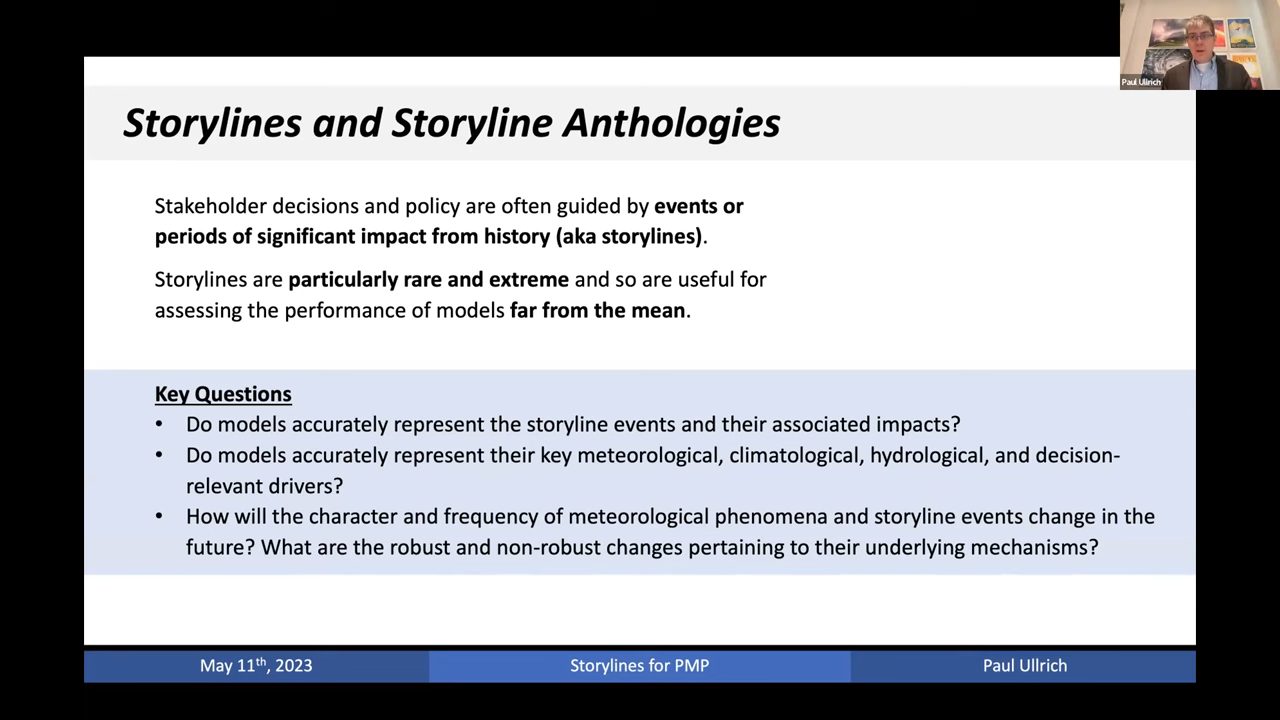 Paul Ullrich
Storylines and Storyline Anthologies
Stakeholder decisions and policy are often guided by events or
periods of significant impact from history (aka storylines).
Storylines are particularly rare and extreme and so are useful for
assessing the performance of models far from the mean.
Key Questions
• Do models accurately represent the storyline events and their associated impacts?
• Do models accurately represent their key meteorological, climatological, hydrological, and decision-
relevant drivers?
• How will the character and frequency of meteorological phenomena and storyline events change in the
future? What are the robust and non-robust changes pertaining to their underlying mechanisms?
May 11th, 2023
Storylines for PMP
Paul Ullrich